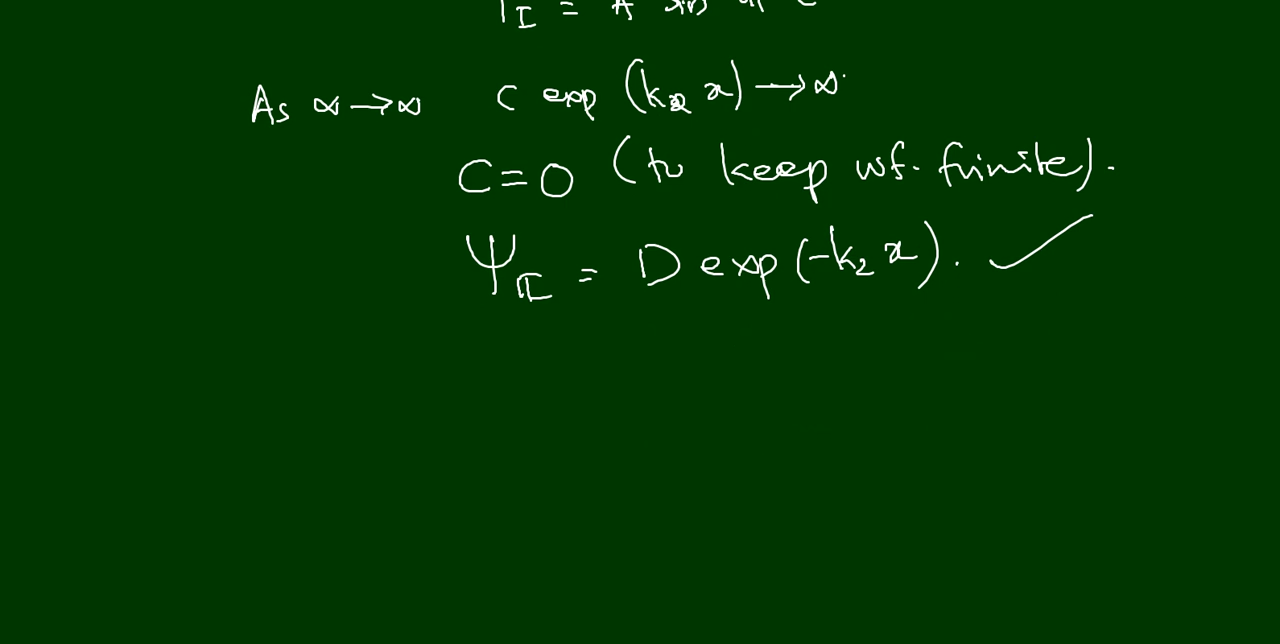 As x → ∞ C exp (k₂ x) → ∞.
C = 0 (to keep wf. finite).
Ψ_II = D exp (-k₂ x). ✓